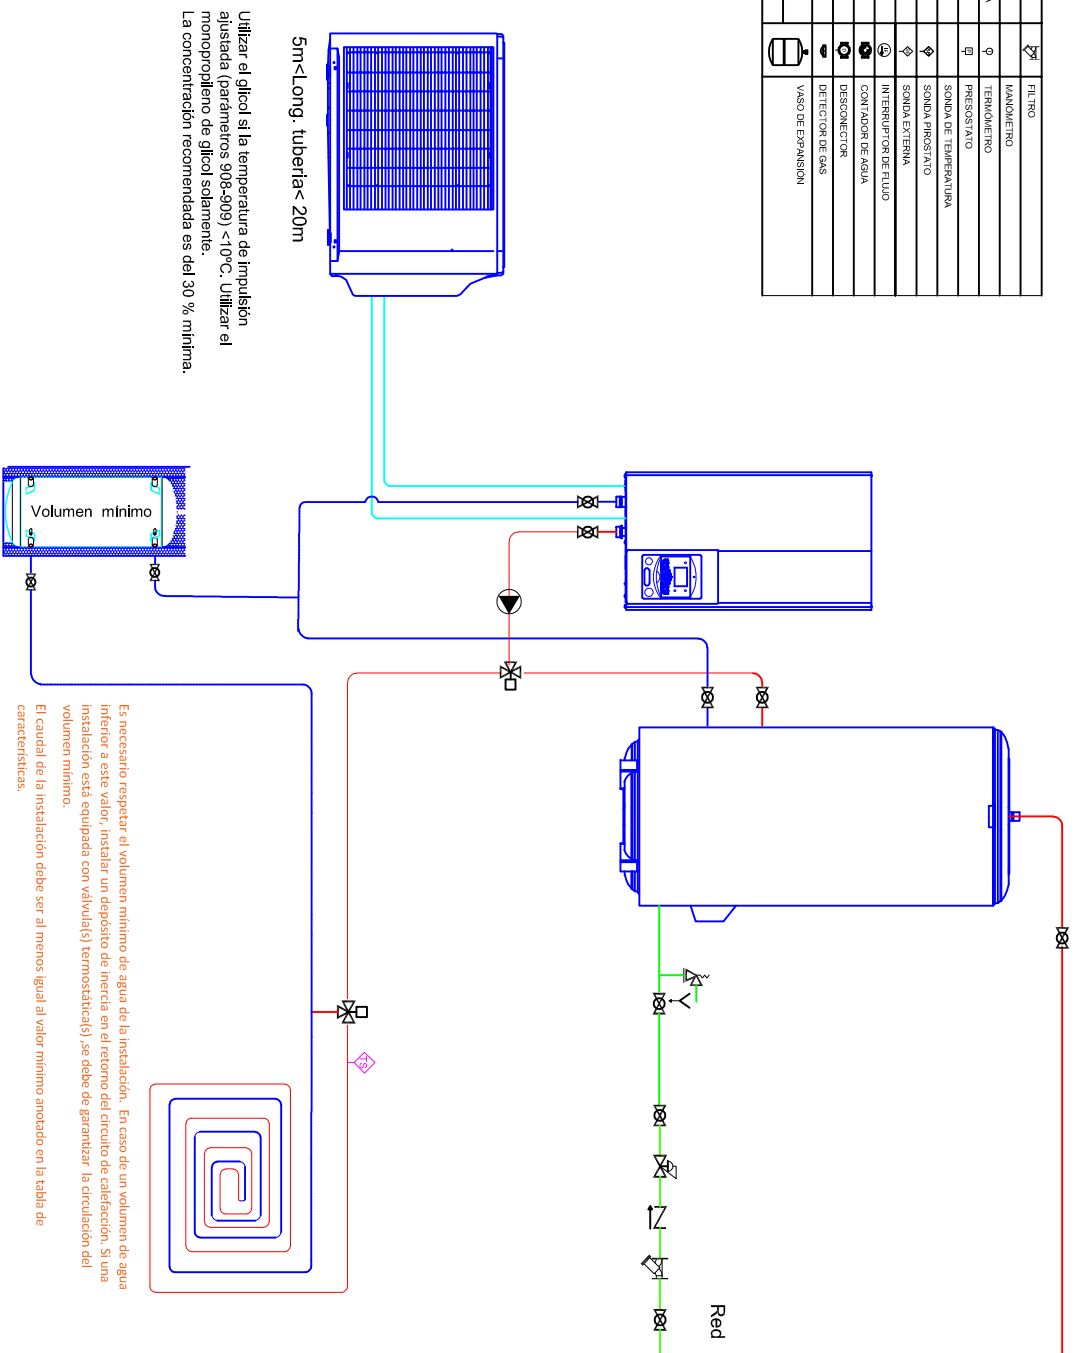 FILTRO
MANÓMETRO
TERMÓMETRO
PRESOSTATO
SONDA DE TEMPERATURA
SONDA PIROSTATO
SONDA EXTERNA
INTERRUPTOR DE FLUJO
CONTADOR DE AGUA
DESCONECTOR
DETECTOR DE GAS
VASO DE EXPANSIÓN
5m<Long. tuberia< 20m
Utilizar el glicol si la temperatura de impulsión
ajustada (parámetros 908-909) <10ºC. Utilizar el
monopropileno de glicol solamente.
La concentración recomendada es del 30 % mínima.
Volumen mínimo
Red
Es necesario respetar el volumen mínimo de agua de la instalación. En caso de un volumen de agua
inferior a este valor, instalar un depósito de inercia en el retorno del circuito de calefacción. Si una
instalación está equipada con válvula(s) termostática(s) ,se debe de garantizar la circulación del
volumen mínimo.
El caudal de la instalación debe ser al menos igual al valor mínimo anotado en la tabla de
características.